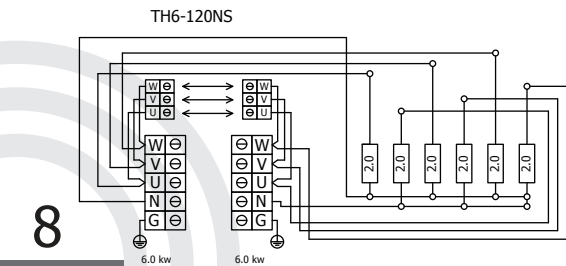 TH6-120NS
W W
V V
U U
W W
V V
U U
N N
G G
2.0 2.0 2.0 2.0 2.0 2.0
8
6.0 kw 6.0 kw